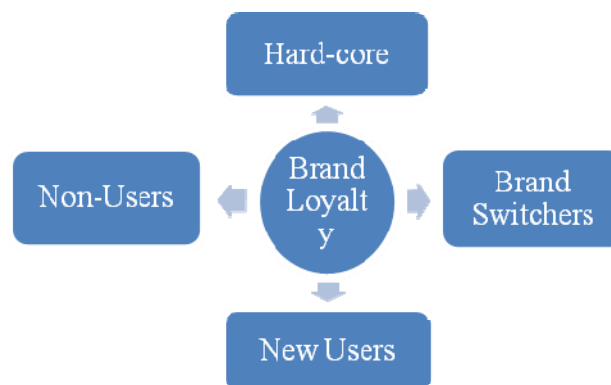 Hard-core
Non-Users
Brand
Loyalt
y
Brand
Switchers
New Users